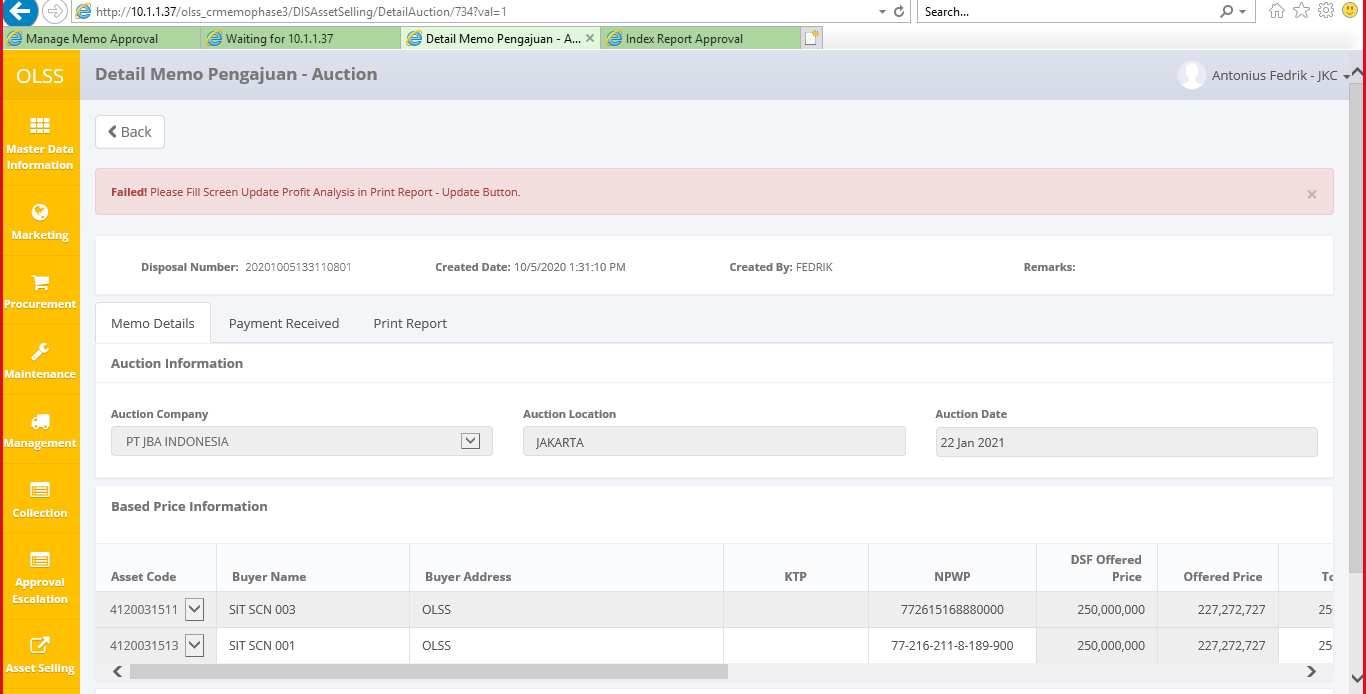 http://10.1.1.37/olss_crmemophase3/DISAssetSelling/DetailAuction/734?val=1
Search...
Manage Memo Approval
Waiting for 10.1.1.37
Detail Memo Pengajuan - A...
Index Report Approval
OLSS
Detail Memo Pengajuan - Auction
Antonius Fedrik - JKC
Back
Master Data
Information
Failed! Please Fill Screen Update Profit Analysis in Print Report - Update Button.
×
Marketing
Disposal Number: 20201005133110801
Created Date: 10/5/2020 1:31:10 PM
Created By: FEDRIK
Remarks:
Procurement
Memo Details
Payment Received
Print Report
Maintenance
Auction Information
Auction Company
Auction Location
Auction Date
PT JBA INDONESIA
JAKARTA
22 Jan 2021
Management
Collection
Based Price Information
Approval
Escalation
Asset Code
Buyer Name
Buyer Address
KTP
NPWP
DSF Offered
Price
Offered Price
4120031511
SIT SCN 003
OLSS
772615168880000
250,000,000
227,272,727
4120031513
SIT SCN 001
OLSS
77-216-211-8-189-900
250,000,000
227,272,727
Asset Selling